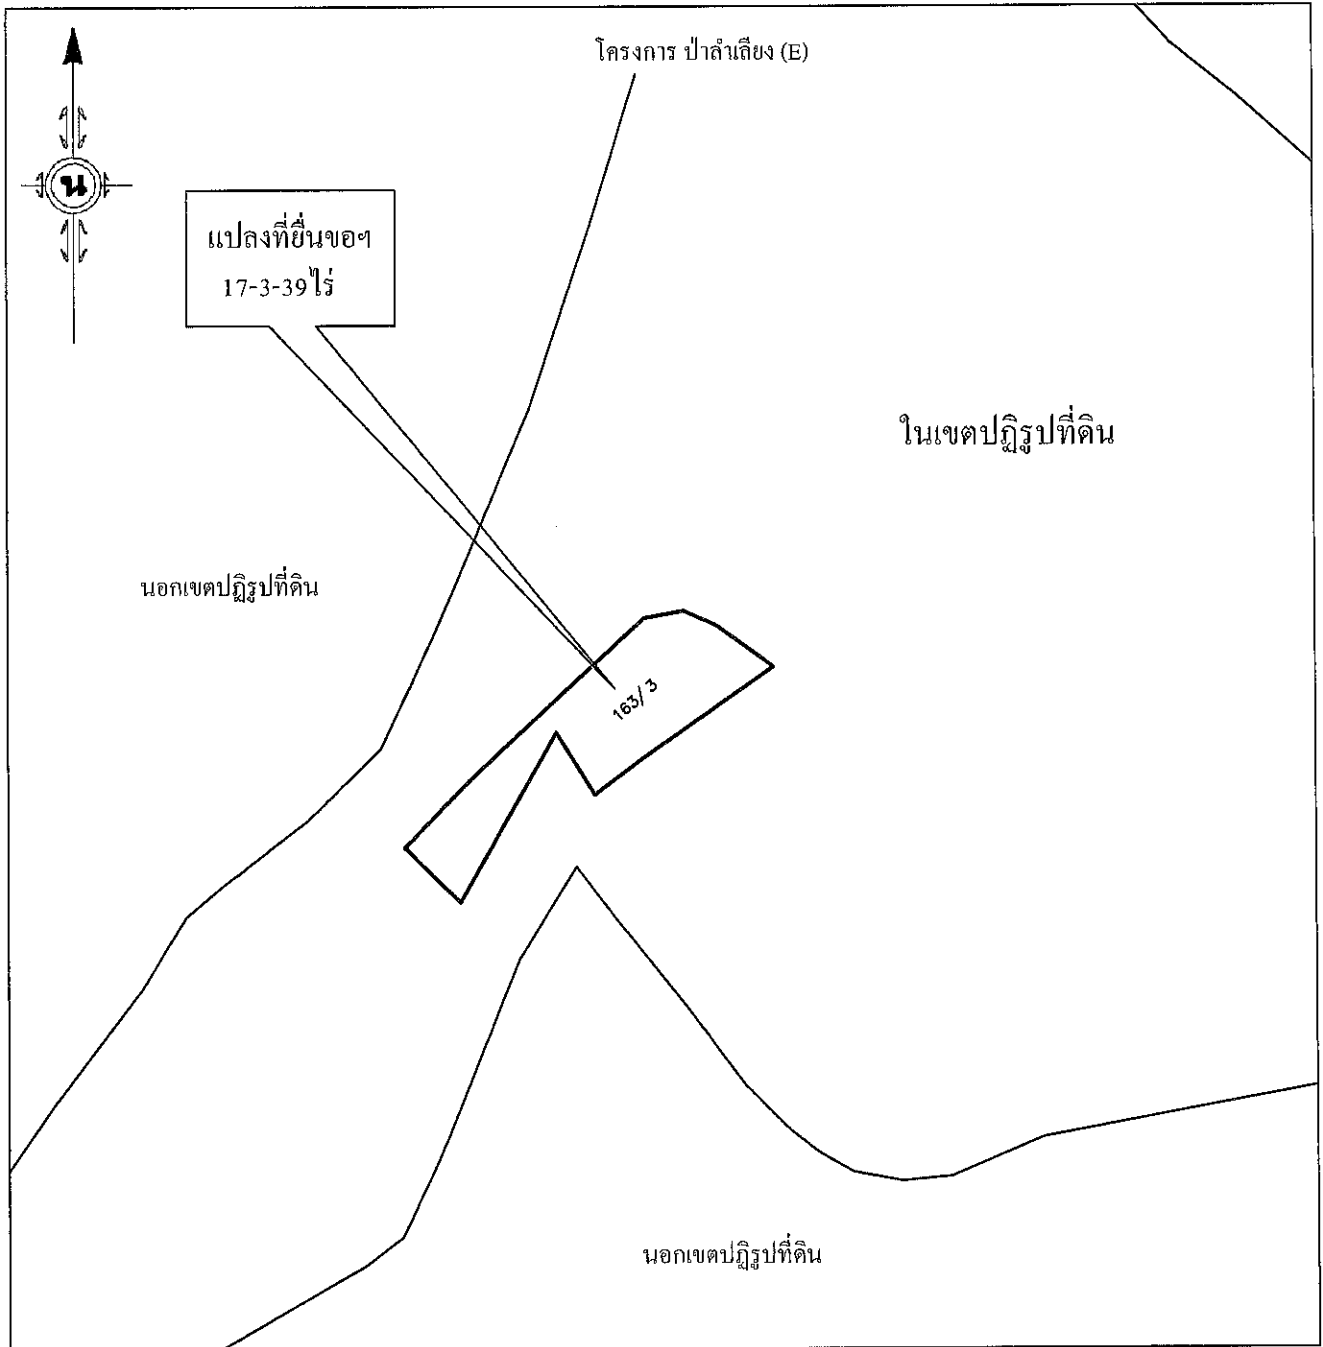 โครงการ ป่าลำเลียง (E)
น
แปลงที่ยื่นขอฯ
17-3-39ไร่
ในเขตปฏิรูปที่ดิน
นอกเขตปฏิรูปที่ดิน
163/3
นอกเขตปฏิรูปที่ดิน